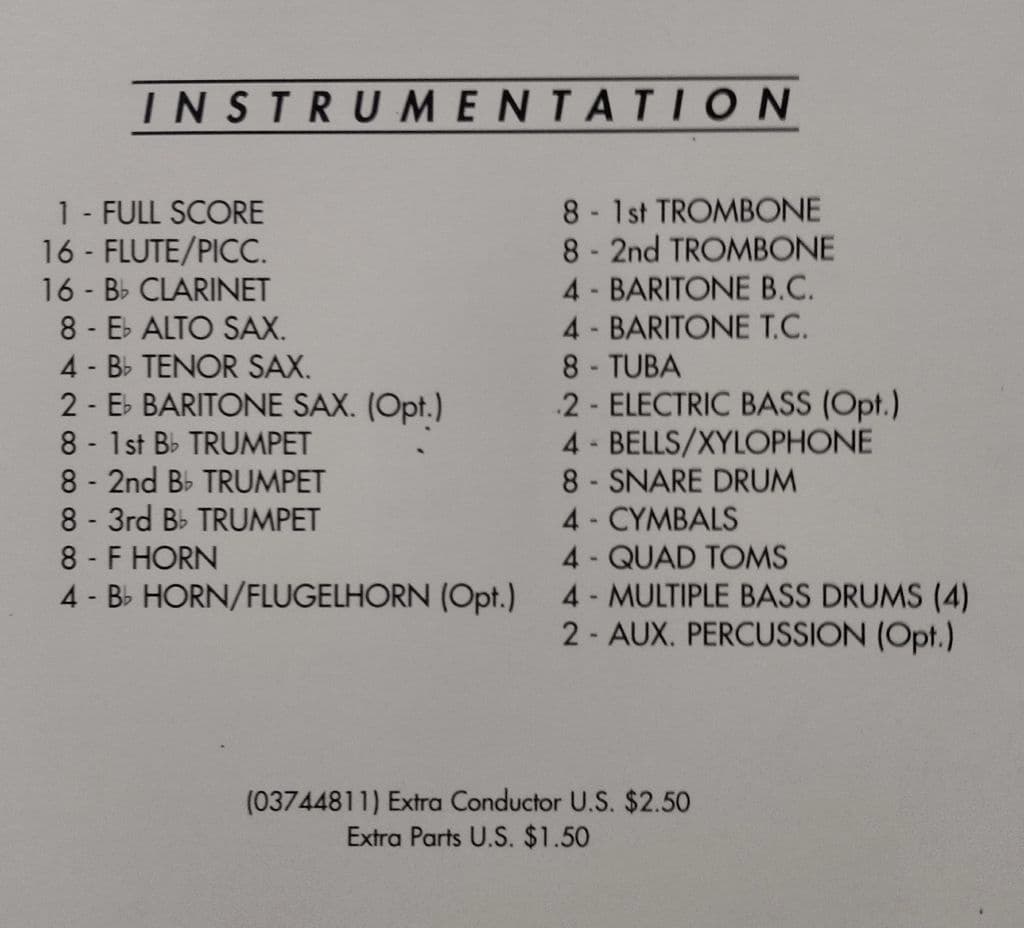 INSTRUMENTATION
1 - FULL SCORE
16 - FLUTE/PICC.
16 - B♭ CLARINET
8 - E♭ ALTO SAX.
4 - B♭ TENOR SAX.
2 - E♭ BARITONE SAX. (Opt.)
8 - 1st B♭ TRUMPET
8 - 2nd B♭ TRUMPET
8 - 3rd B♭ TRUMPET
8 - F HORN
4 - B♭ HORN/FLUGELHORN (Opt.)
8 - 1st TROMBONE
8 - 2nd TROMBONE
4 - BARITONE B.C.
4 - BARITONE T.C.
8 - TUBA
2 - ELECTRIC BASS (Opt.)
4 - BELLS/XYLOPHONE
8 - SNARE DRUM
4 - CYMBALS
4 - QUAD TOMS
4 - MULTIPLE BASS DRUMS (4)
2 - AUX. PERCUSSION (Opt.)
(03744811) Extra Conductor U.S. $2.50
Extra Parts U.S. $1.50